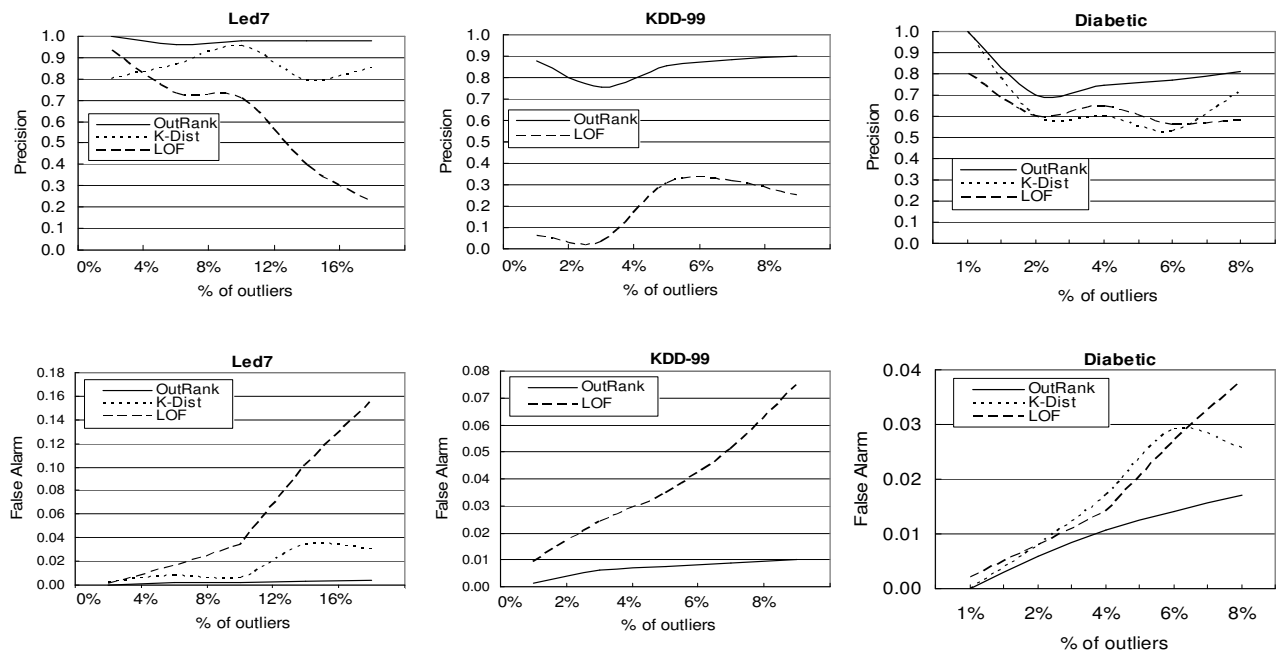 Led7
1.0
0.9
0.8
0.7
0.6
0.5
0.4
0.3
0.2
0.1
0.0
Precision
OutRank
K-Dist
LOF
0% 4% 8% 12% 16%
% of outliers
KDD-99
1.0
0.9
0.8
0.7
0.6
0.5
0.4
0.3
0.2
0.1
0.0
Precision
OutRank
LOF
0% 2% 4% 6% 8%
% of outliers
Diabetic
1.0
0.9
0.8
0.7
0.6
0.5
0.4
0.3
0.2
0.1
0.0
Precision
OutRank
K-Dist
LOF
1% 2% 4% 6% 8%
% of outliers
Led7
0.18
0.16
0.14
0.12
0.10
0.08
0.06
0.04
0.02
0.00
False Alarm
OutRank
K-Dist
LOF
0% 4% 8% 12% 16%
% of outliers
KDD-99
0.08
0.07
0.06
0.05
0.04
0.03
0.02
0.01
0.00
False Alarm
OutRank
LOF
0% 2% 4% 6% 8%
% of outliers
Diabetic
0.04
0.03
0.02
0.01
0.00
False Alarm
OutRank
K-Dist
LOF
1% 2% 4% 6% 8%
% of outliers